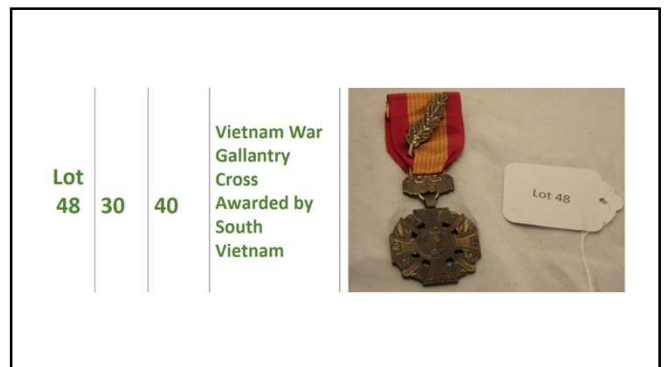 Lot
48
30
40
Vietnam War
Gallantry
Cross
Awarded by
South
Vietnam
Lot 48